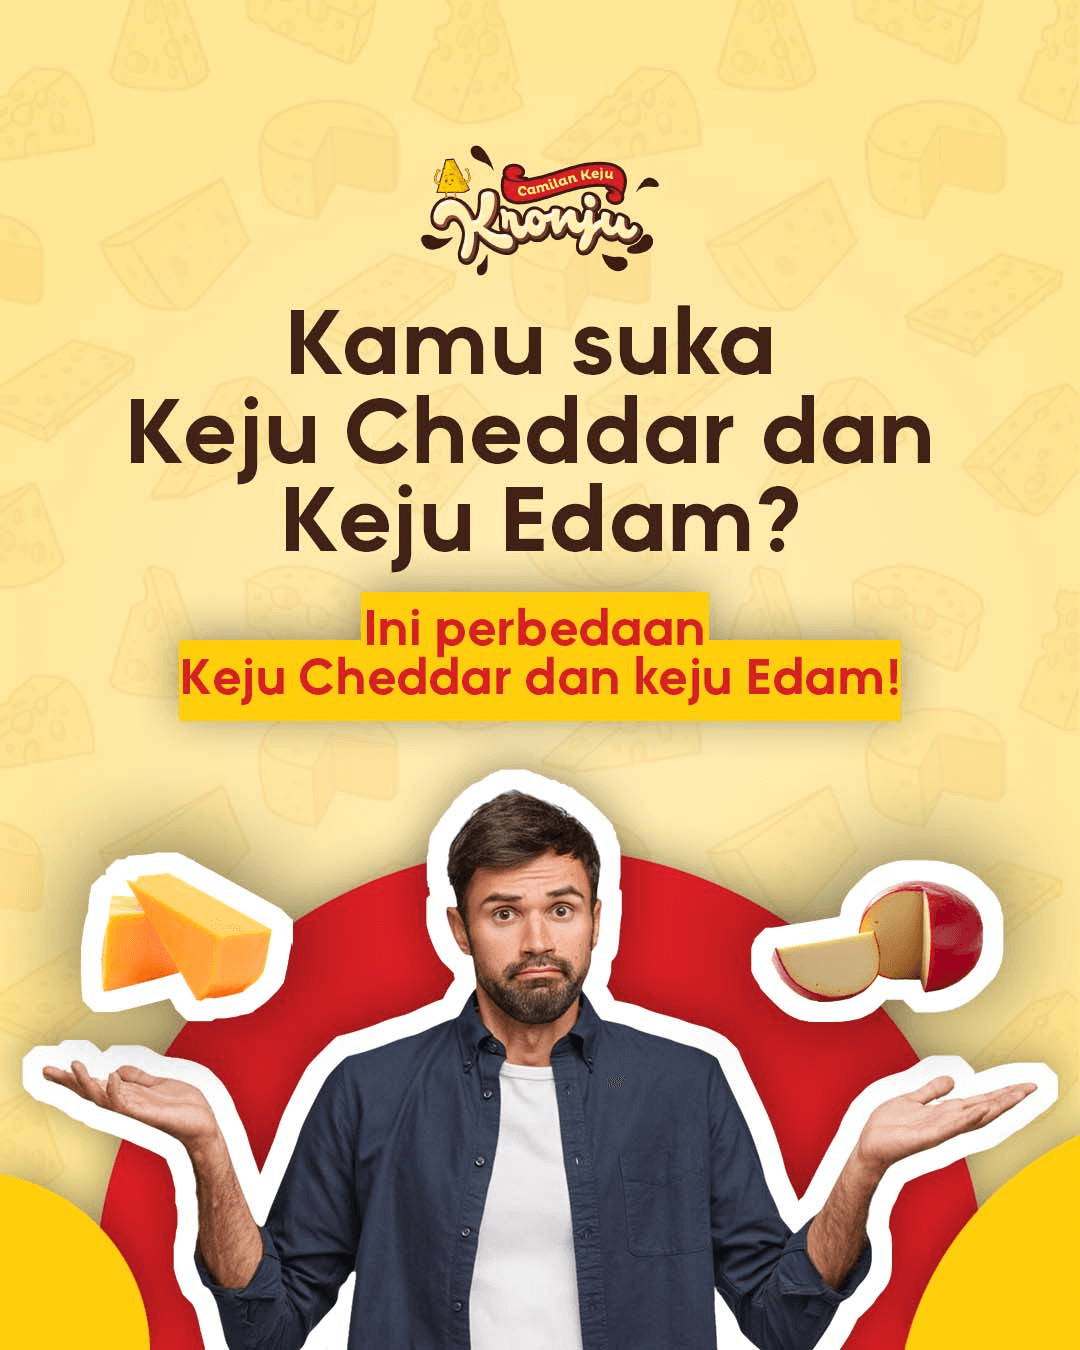 Camilan Keju
Kronju
Kamu suka
Keju Cheddar dan
Keju Edam?
Ini perbedaan
Keju Cheddar dan keju Edam!